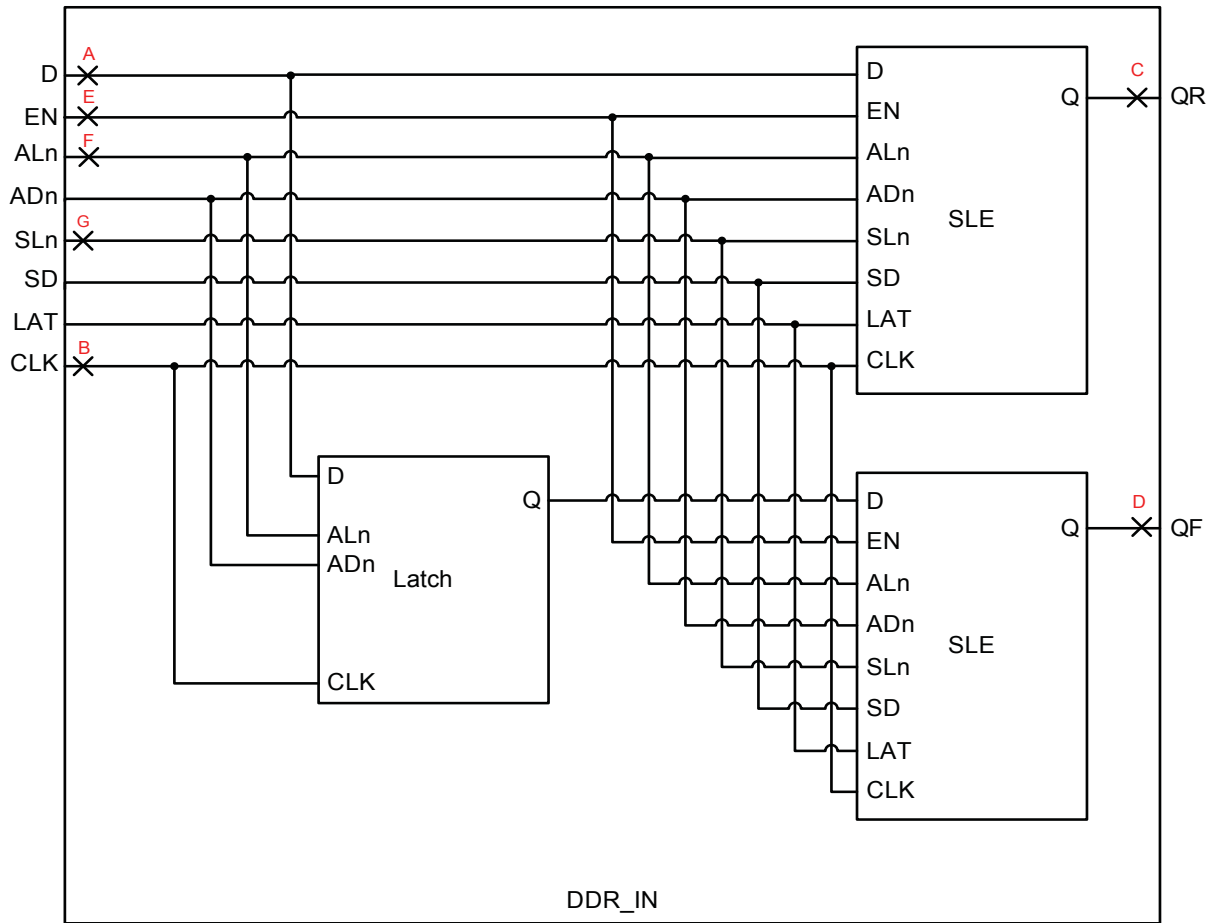 A
D
E
EN
F
ALn
ADn
G
SLn
SD
LAT
B
CLK
D
EN
ALn
ADn
SLn
SD
LAT
CLK
SLE
Q
C
QR
D
ALn
ADn
CLK
Latch
Q
D
EN
ALn
ADn
SLn
SD
LAT
CLK
SLE
Q
D
QF
DDR_IN